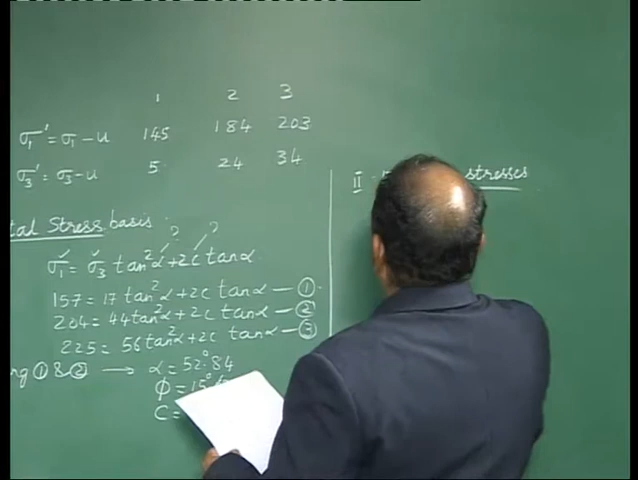 1 2 3
σ₁' = σ₁ - u 145 184 203
σ₃' = σ₃ - u 5 24 34
Stress basis
II stresses
? ?
σ₁ = σ₃ tan²α + 2c tanα
157 = 17 tan²α + 2c tanα — ①
204 = 44 tan²α + 2c tanα — ②
225 = 56 tan²α + 2c tanα — ③
① & ② → α = 52°.84
ϕ = 15°
C =